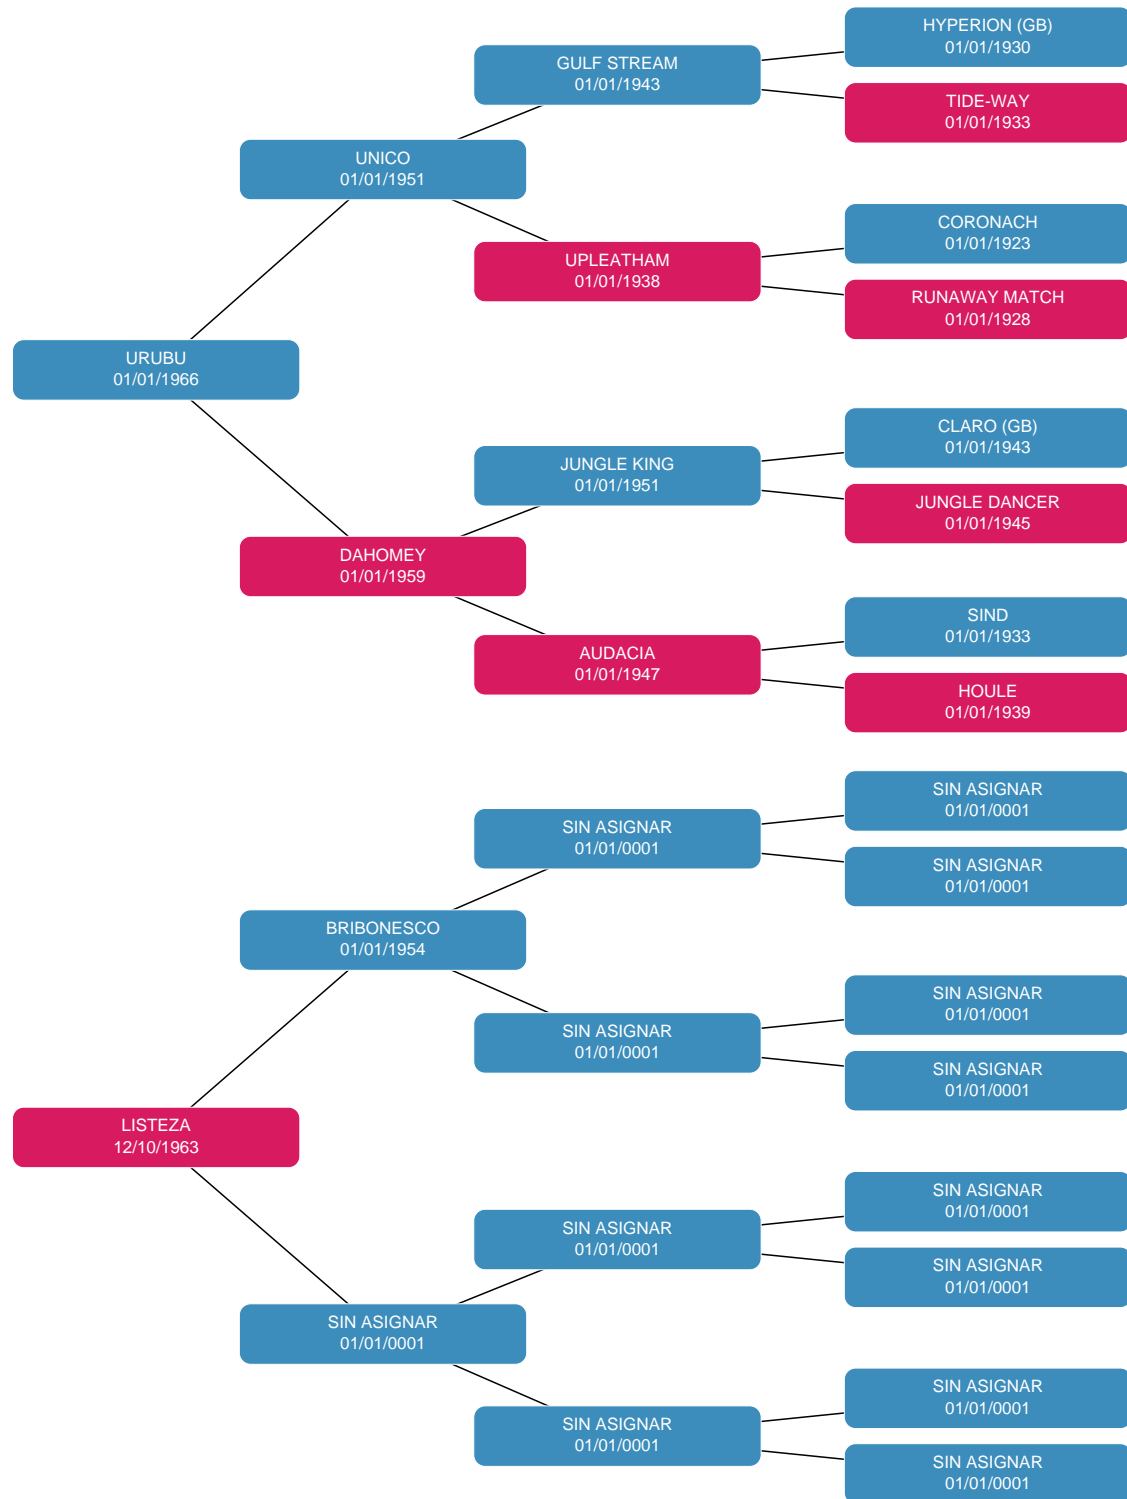 HYPERION (GB)
01/01/1930
GULF STREAM
01/01/1943
TIDE-WAY
01/01/1933
UNICO
01/01/1951
CORONACH
01/01/1923
UPLEATHAM
01/01/1938
RUNAWAY MATCH
01/01/1928
URUBU
01/01/1966
CLARO (GB)
01/01/1943
JUNGLE KING
01/01/1951
JUNGLE DANCER
01/01/1945
DAHOMEY
01/01/1959
SIND
01/01/1933
AUDACIA
01/01/1947
HOULE
01/01/1939
SIN ASIGNAR
01/01/0001
SIN ASIGNAR
01/01/0001
SIN ASIGNAR
01/01/0001
BRIBONESCO
01/01/1954
SIN ASIGNAR
01/01/0001
SIN ASIGNAR
01/01/0001
SIN ASIGNAR
01/01/0001
LISTEZA
12/10/1963
SIN ASIGNAR
01/01/0001
SIN ASIGNAR
01/01/0001
SIN ASIGNAR
01/01/0001
SIN ASIGNAR
01/01/0001
SIN ASIGNAR
01/01/0001
SIN ASIGNAR
01/01/0001
SIN ASIGNAR
01/01/0001